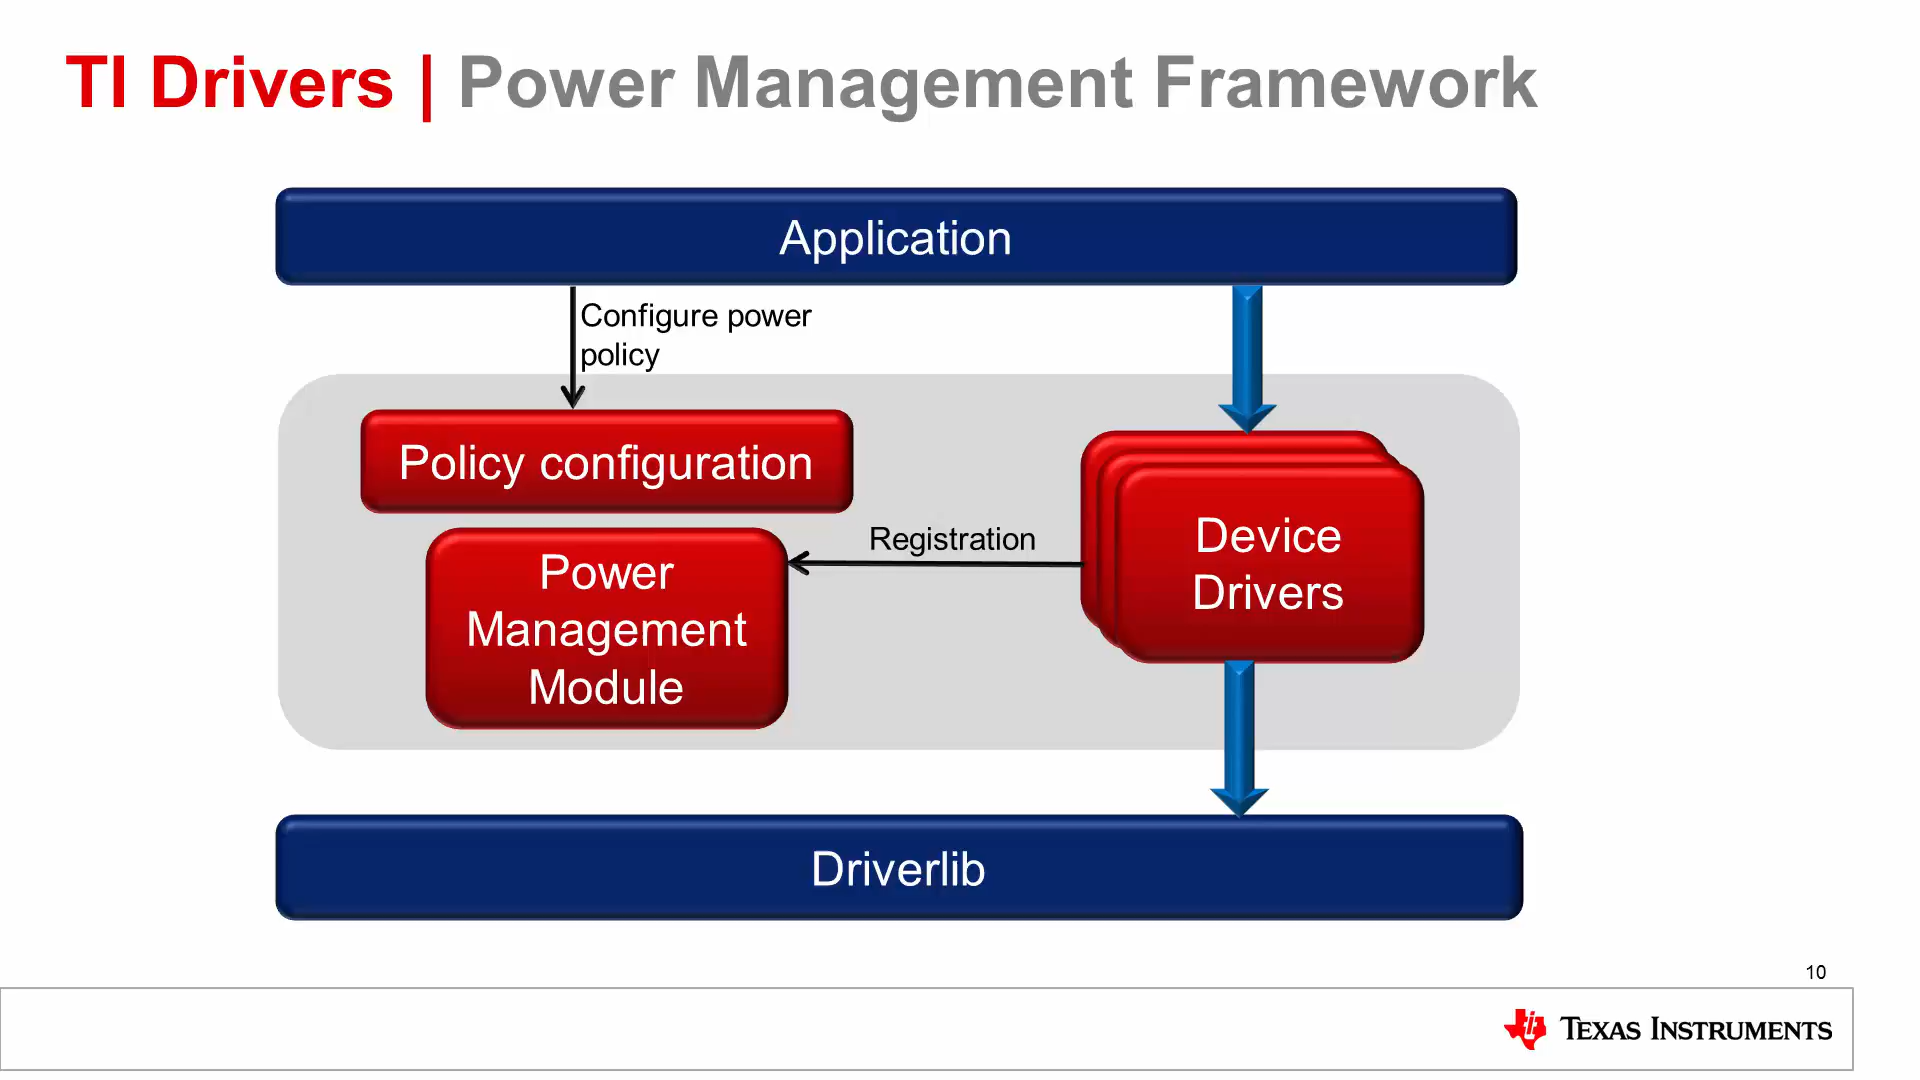 TI Drivers | Power Management Framework
Application
Configure power
policy
Policy configuration
Registration
Device
Drivers
Power
Management
Module
Driverlib
10
TEXAS INSTRUMENTS